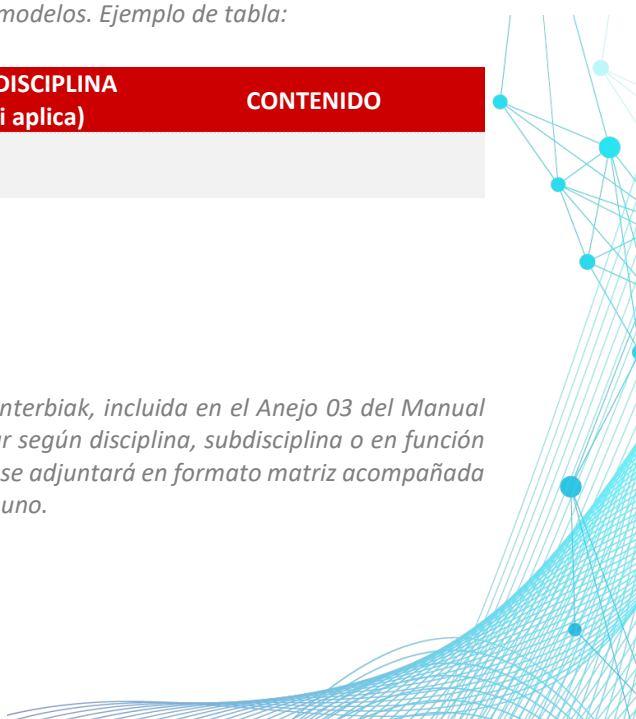 modelos. Ejemplo de tabla:
DISCIPLINA
i aplica)
CONTENIDO
nterbiak, incluida en el Anejo 03 del Manual
r según disciplina, subdisciplina o en función
se adjuntará en formato matriz acompañada
uno.